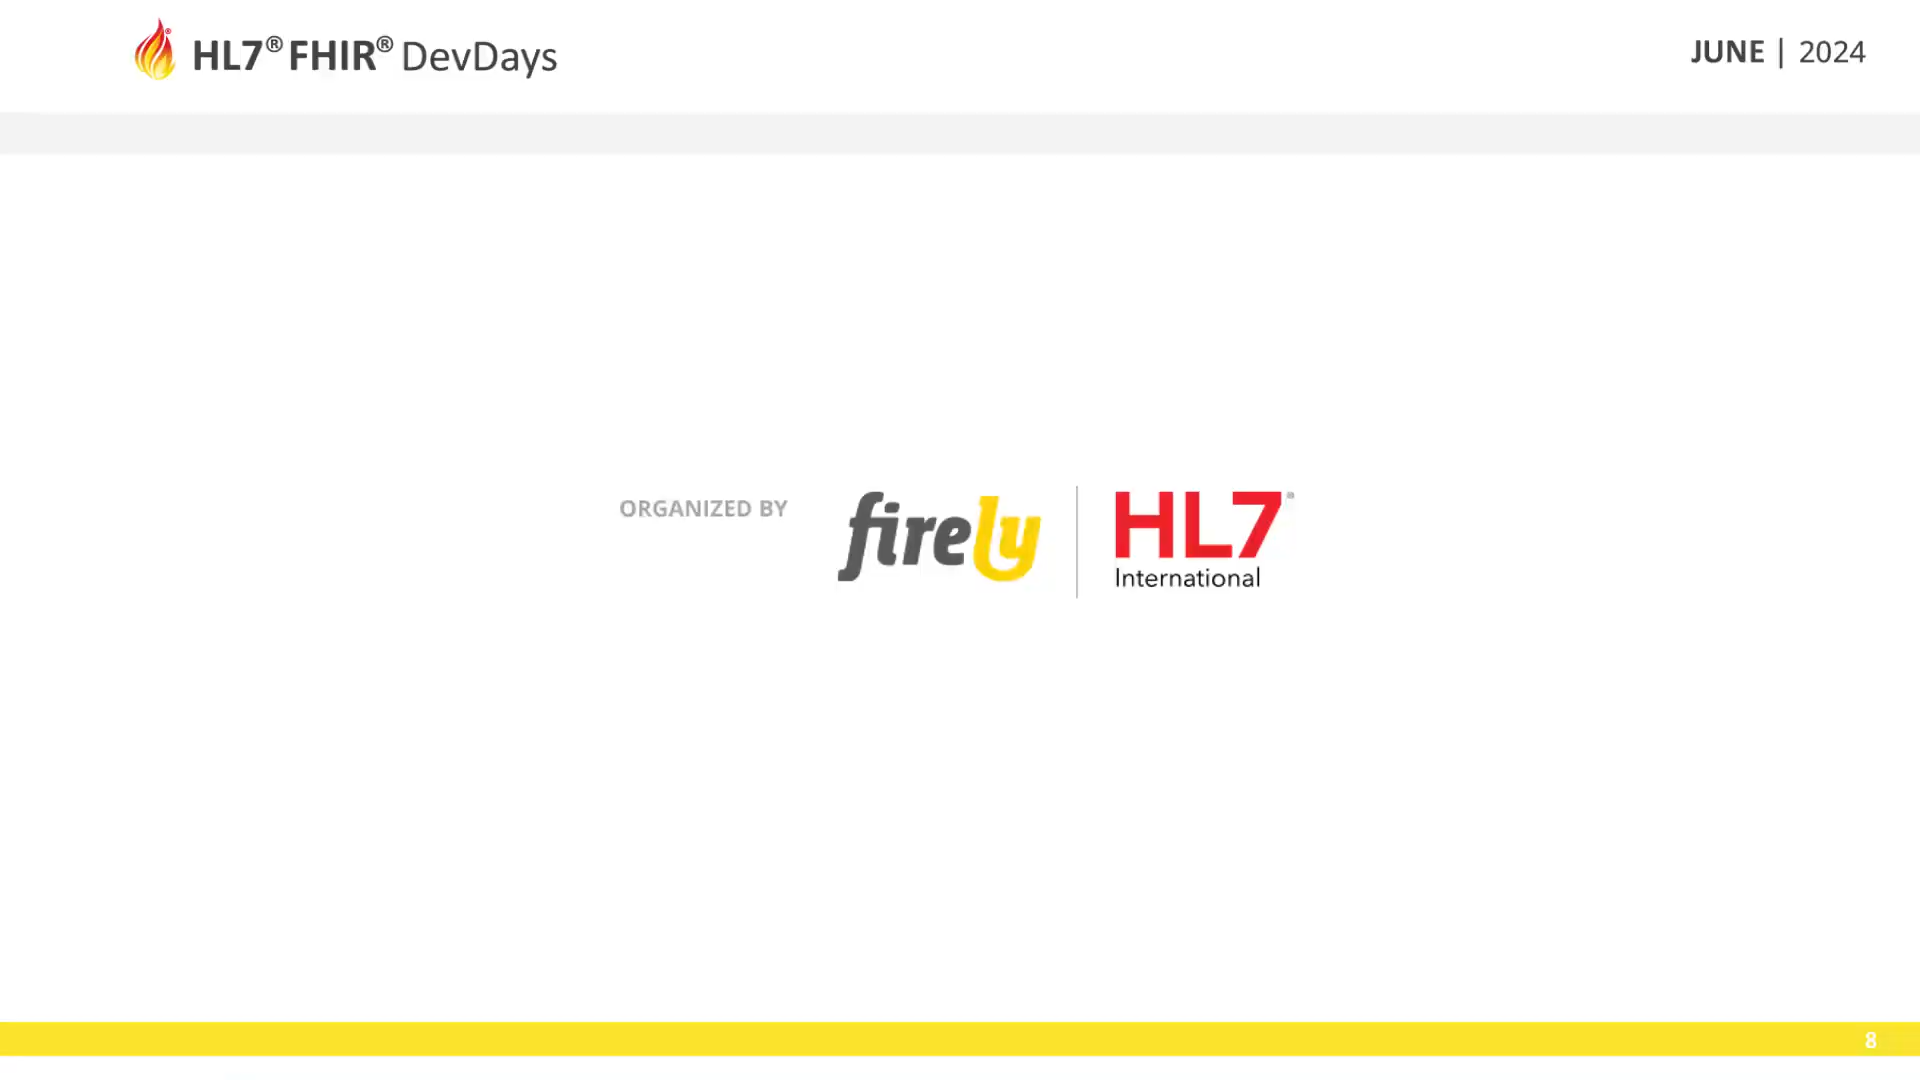 HL7® FHIR® DevDays
JUNE | 2024
ORGANIZED BY
firely
HL7®
International
8